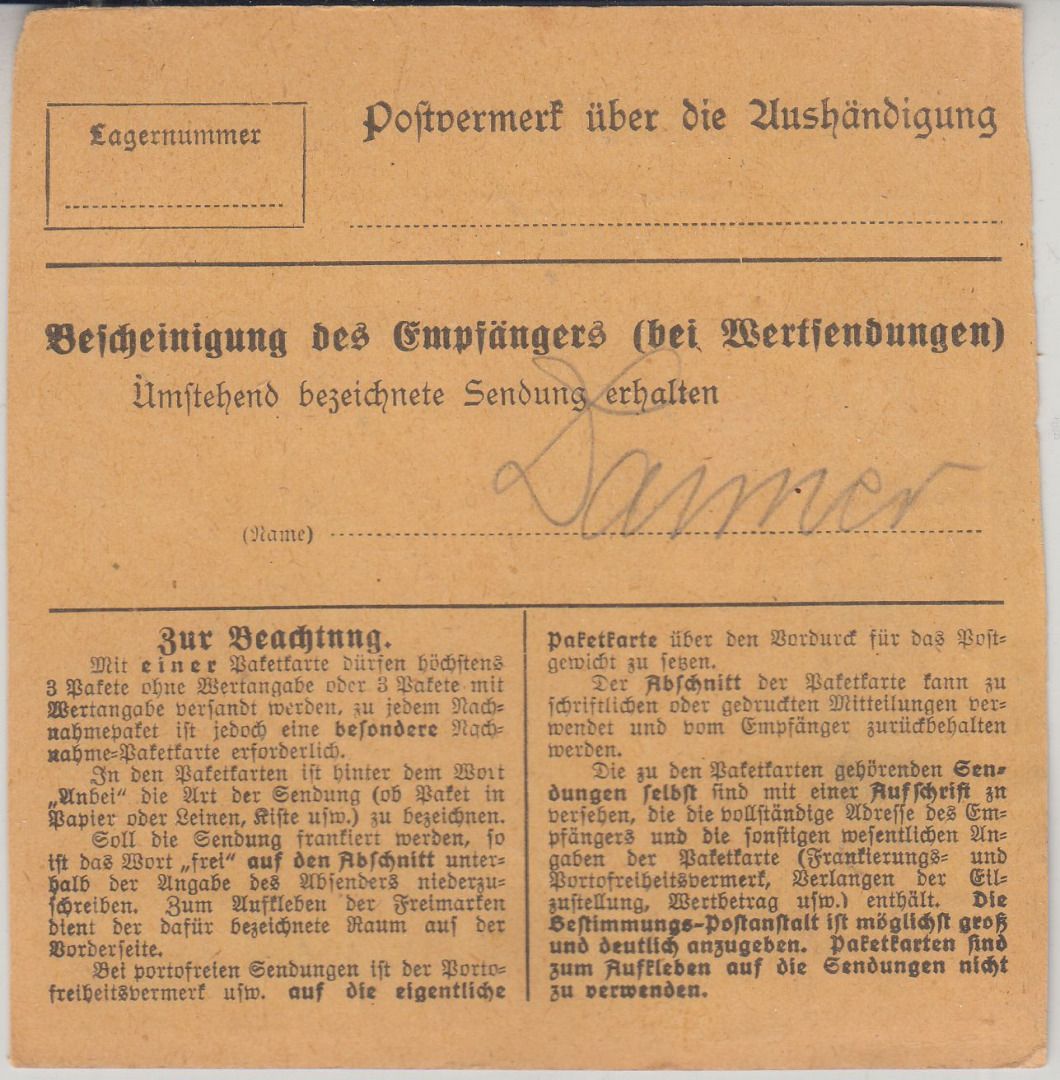 Lagernummer
Postvermerk über die Aushändigung
Bescheinigung des Empfängers (bei Wertsendungen)
Umstehend bezeichnete Sendung erhalten
Daimer
(Name)
Zur Beachtnng.
Mit einer Paketkarte dürfen höchstens
3 Pakete ohne Wertangabe oder 3 Pakete mit
Wertangabe versandt werden, zu jedem Nach-
nahmepaket ist jedoch eine besondere Nach-
nahme-Paketkarte erforderlich.
In den Paketkarten ist hinter dem Wort
„Anbei“ die Art der Sendung (ob Paket in
Papier oder Leinen, Kiste usw.) zu bezeichnen.
Soll die Sendung frankiert werden, so
ist das Wort „frei“ auf den Abschnitt unter-
halb der Angabe des Absenders niederzu-
schreiben. Zum Aufkleben der Freimarken
dient der dafür bezeichnete Raum auf der
Vorderseite.
Bei portofreien Sendungen ist der Porto-
freiheitsvermerk usw. auf die eigentliche
Paketkarte über den Vordurck für das Post-
gewicht zu setzen.
Der Abschnitt der Paketkarte kann zu
schriftlichen oder gedruckten Mitteilungen ver-
wendet und vom Empfänger zurückbehalten
werden.
Die zu den Paketkarten gehörenden Sen-
dungen selbst sind mit einer Aufschrift zu
versehen, die die vollständige Adresse des Em-
pfängers und die sonstigen wesentlichen An-
gaben der Paketkarte (Frankierungs- und
Portofreiheitsvermerk, Verlangen der Eil-
zustellung, Wertbetrag usw.) enthält. Die
Bestimmungs-Postanstalt ist möglichst groß
und deutlich anzugeben. Paketkarten sind
zum Aufkleben auf die Sendungen nicht
zu verwenden.